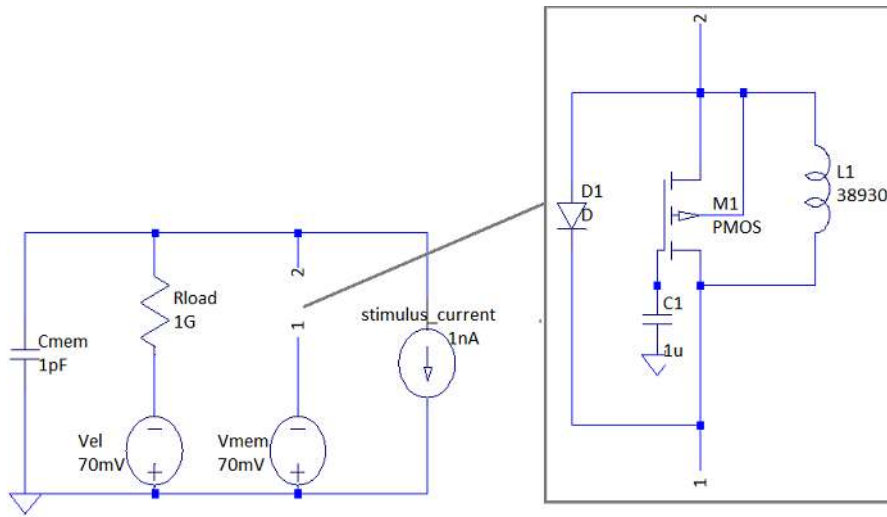 2
D1
D
M1
PMOS
L1
38930
C1
1u
1
Cmem
1pF
Rload
1G
2
1
stimulus_current
1nA
Vel
70mV
Vmem
70mV